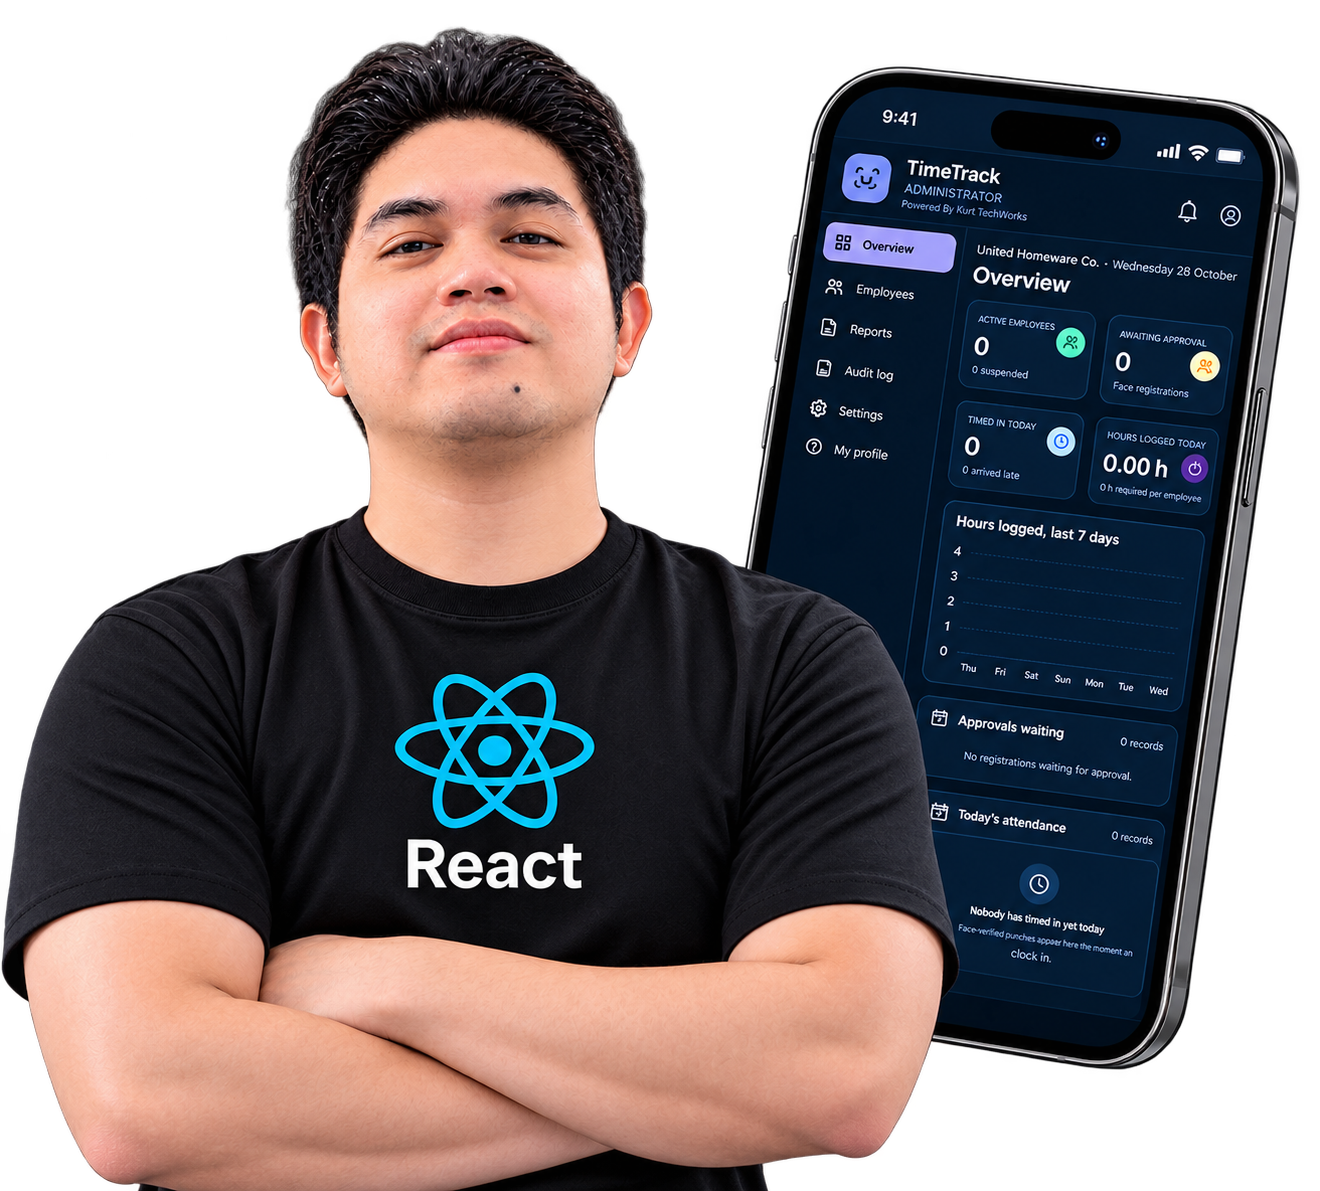 9:41
TimeTrack
ADMINISTRATOR
Powered By Kurt TechWorks
Overview
Employees
Reports
Audit log
Settings
My profile
United Homeware Co. • Wednesday 28 October
Overview
ACTIVE EMPLOYEES
0
0 suspended
AWAITING APPROVAL
0
Face registrations
TIMED IN TODAY
0
0 arrived late
HOURS LOGGED TODAY
0.00 h
0 h required per employee
Hours logged, last 7 days
4
3
2
1
0
Thu Fri Sat Sun Mon Tue Wed
Approvals waiting
0 records
No registrations waiting for approval.
Today's attendance
0 records
Nobody has timed in yet today
Face-verified punches appear here the moment an
clock in.
React